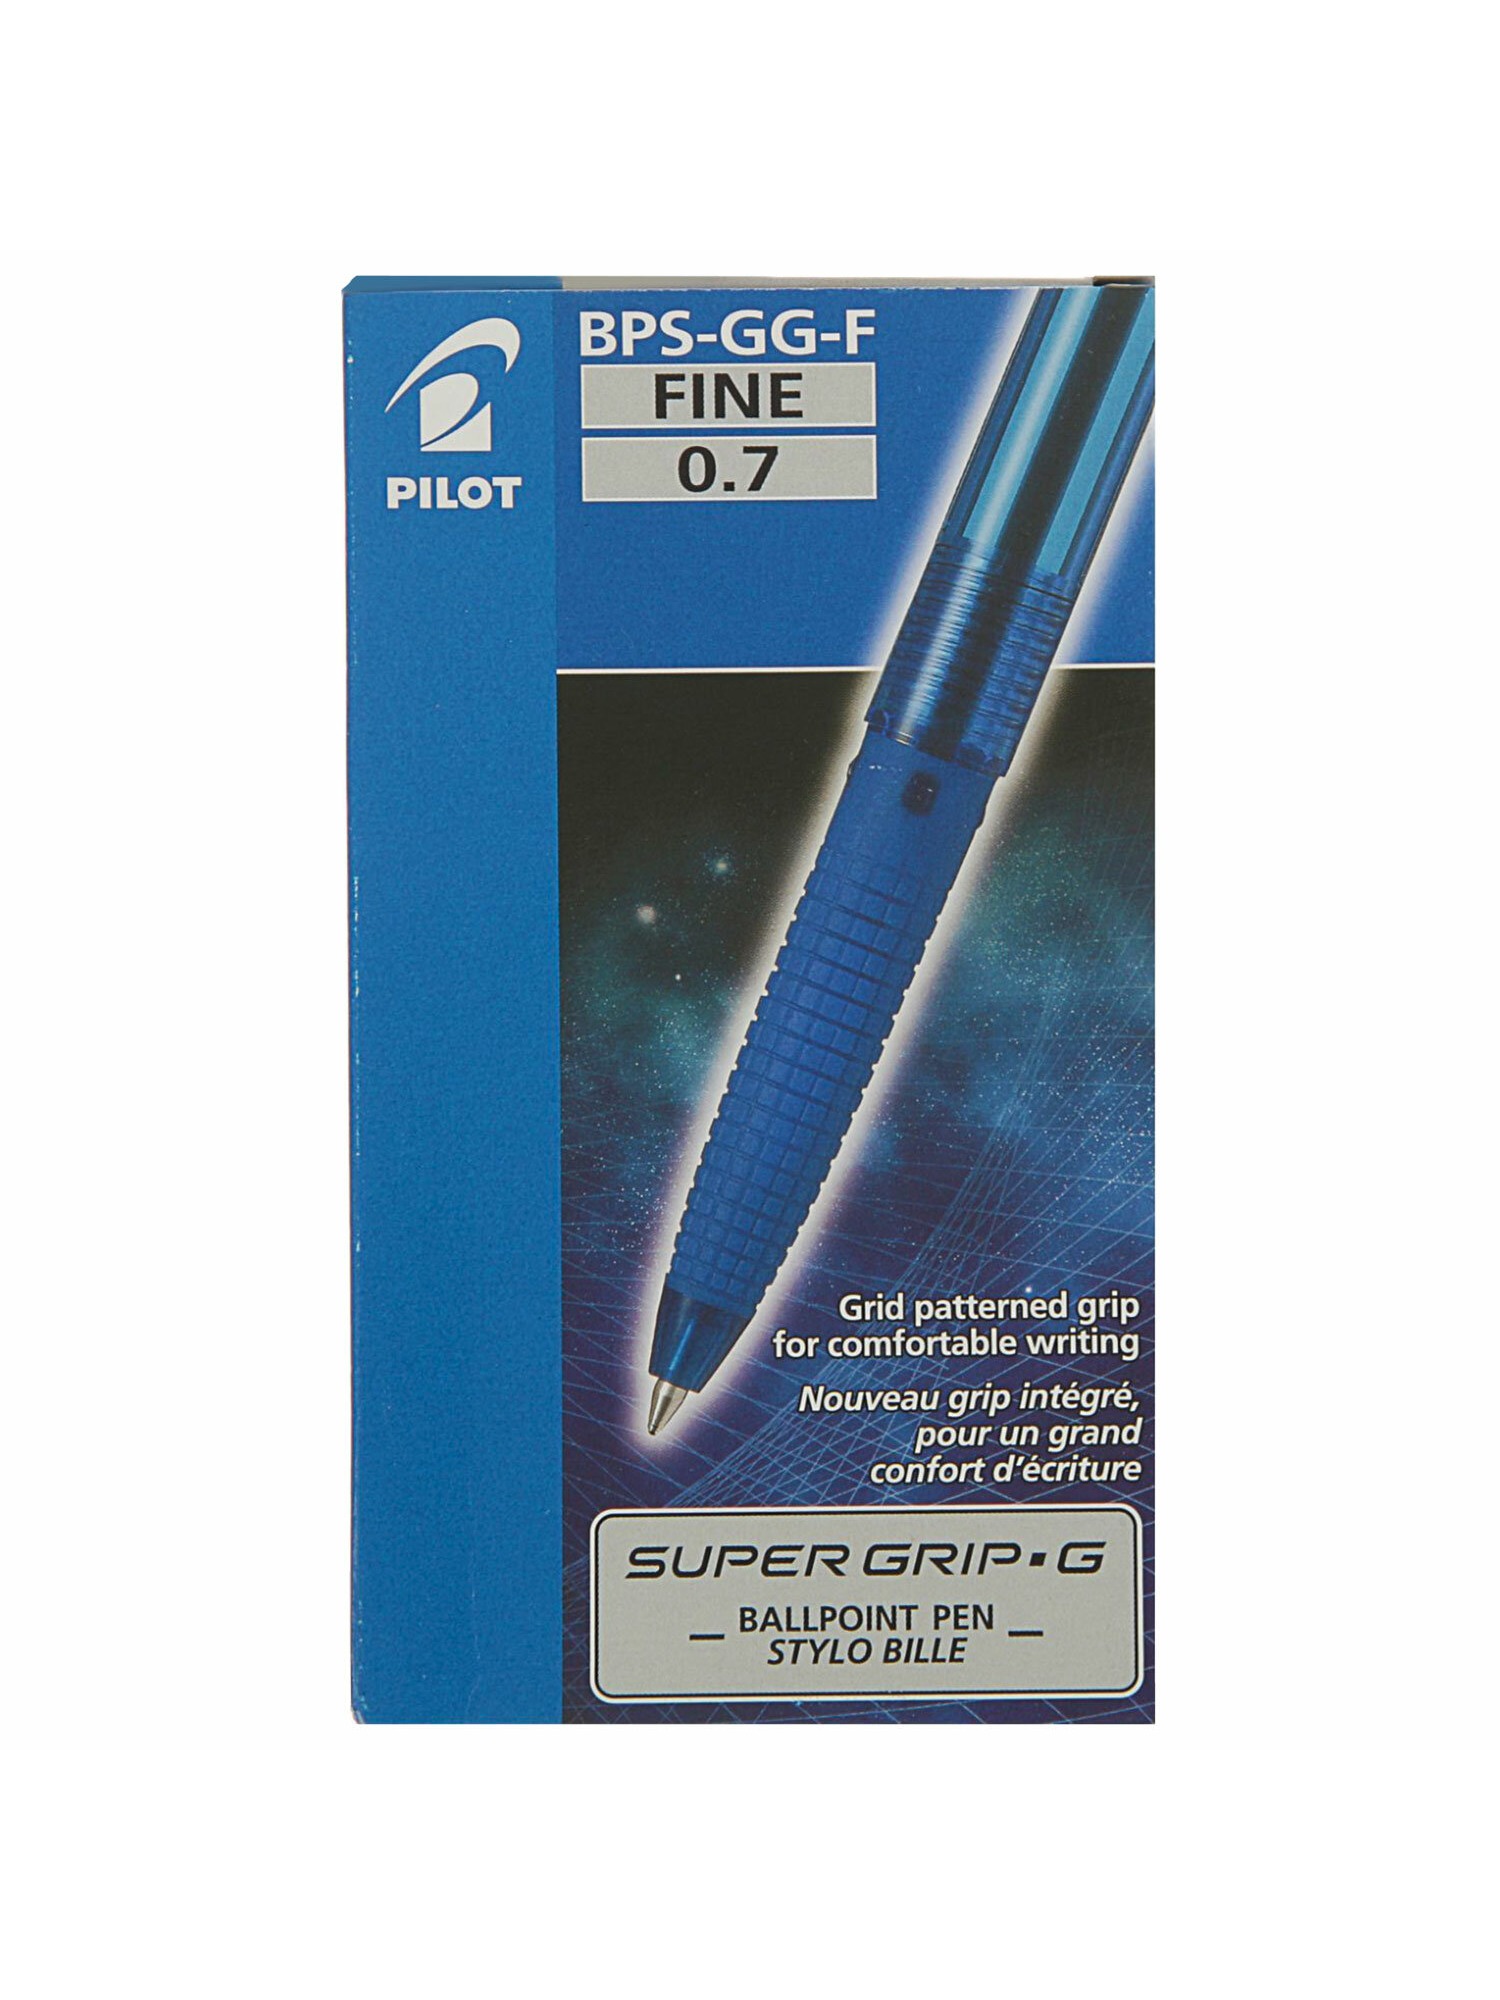 PILOT
BPS-GG-F
FINE
0.7
Grid patterned grip
for comfortable writing
Nouveau grip intégré,
pour un grand
confort d'écriture
SUPER GRIP·G
BALLPOINT PEN
STYLO BILLE